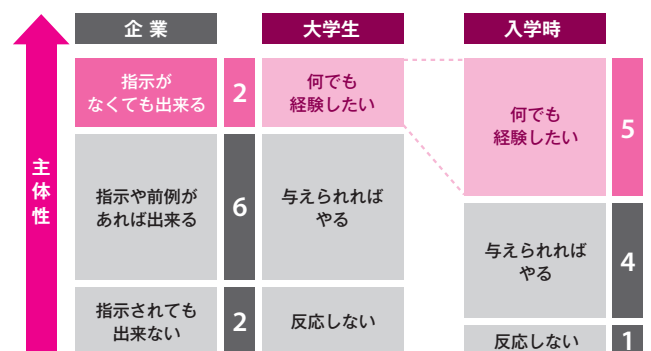 主体性
企業
大学生
入学時
指示が
なくても出来る
2
何でも
経験したい
何でも
経験したい
5
指示や前例が
あれば出来る
6
与えられれば
やる
与えられれば
やる
4
指示されても
出来ない
2
反応しない
反応しない
1